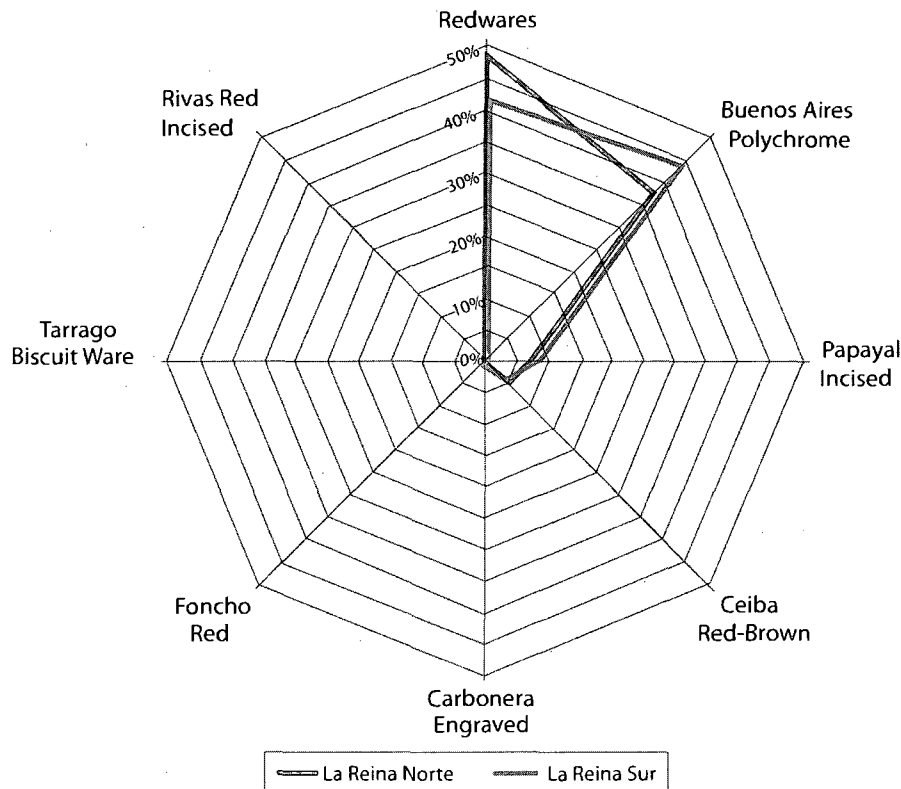 Redwares
50%
40%
30%
20%
10%
0%
Rivas Red
Incised
Buenos Aires
Polychrome
Tarrago
Biscuit Ware
Papayal
Incised
Foncho
Red
Ceiba
Red-Brown
Carbonera
Engraved
La Reina Norte
La Reina Sur